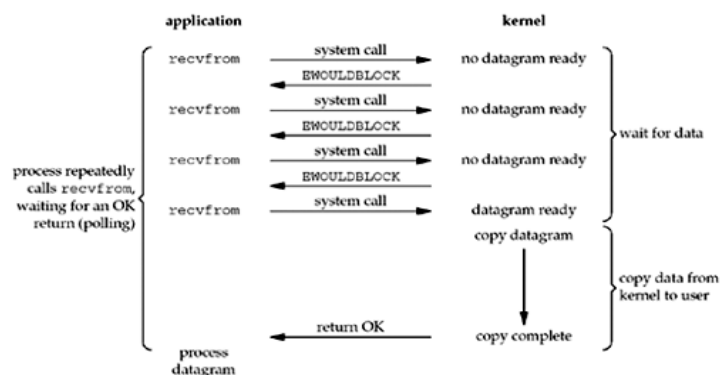 application kernel
recvfrom system call no datagram ready
EWOULDBLOCK
recvfrom system call no datagram ready
EWOULDBLOCK
wait for data
recvfrom system call no datagram ready
process repeatedly
calls recvfrom,
waiting for an OK
return (polling)
EWOULDBLOCK
recvfrom system call datagram ready
copy datagram
copy data from
kernel to user
return OK copy complete
process
datagram